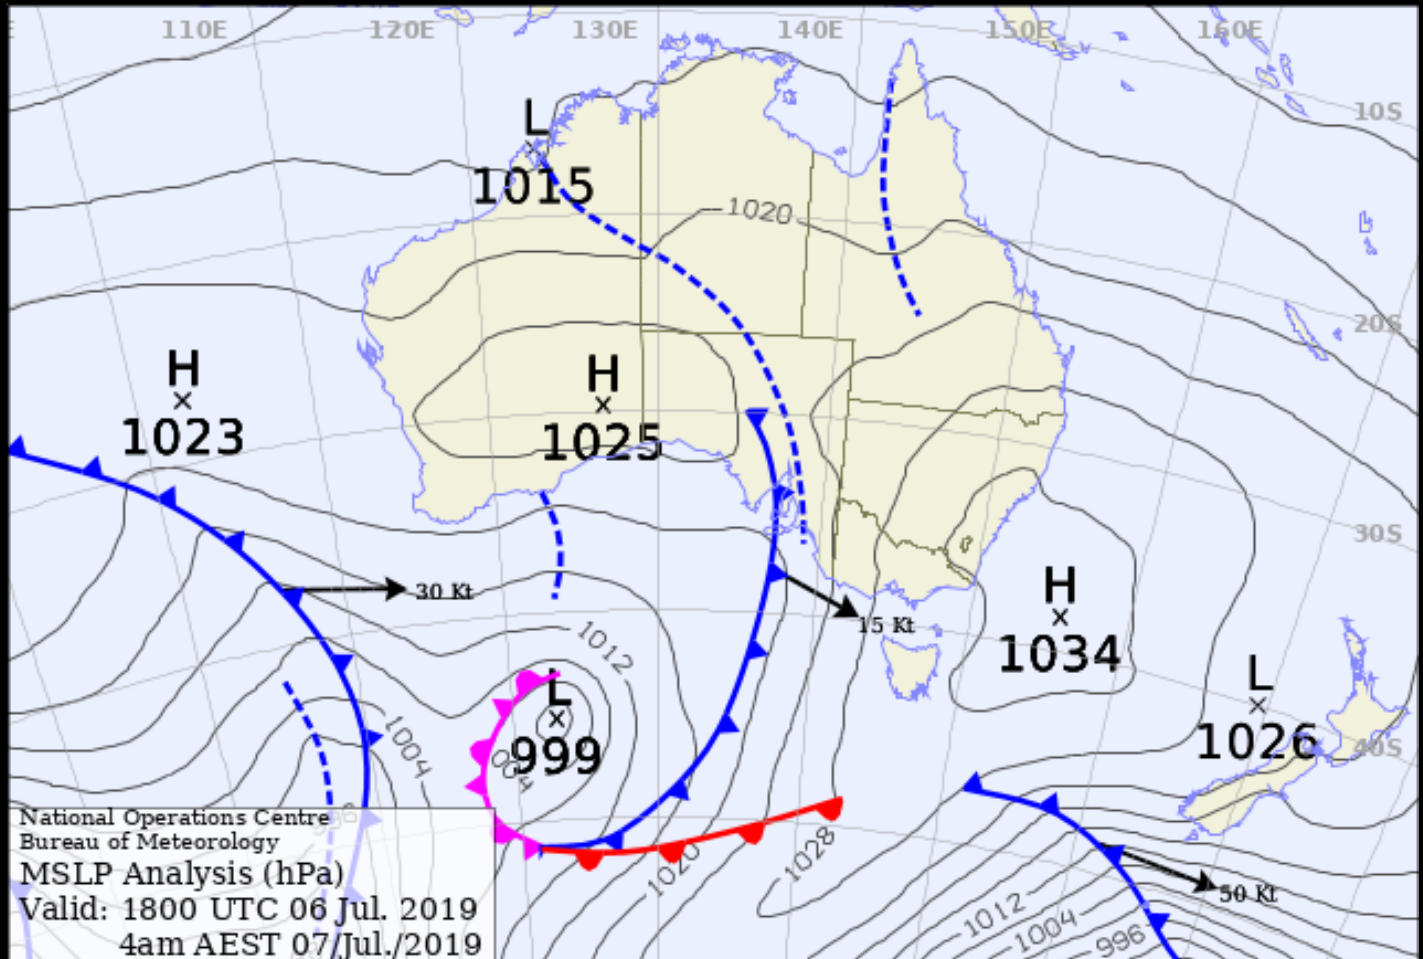 110E 120E 130E 140E 150E 160E
10S
L
1015
1020
20S
H
1023
H
1025
30S
30 Kt
H
1034
15 Kt
1012
L
999
L
1026
40S
1004
004
996
1028
1020
50 Kt
1012
1004
996
National Operations Centre
Bureau of Meteorology
MSLP Analysis (hPa)
Valid: 1800 UTC 06 Jul. 2019
4am AEST 07/Jul./2019